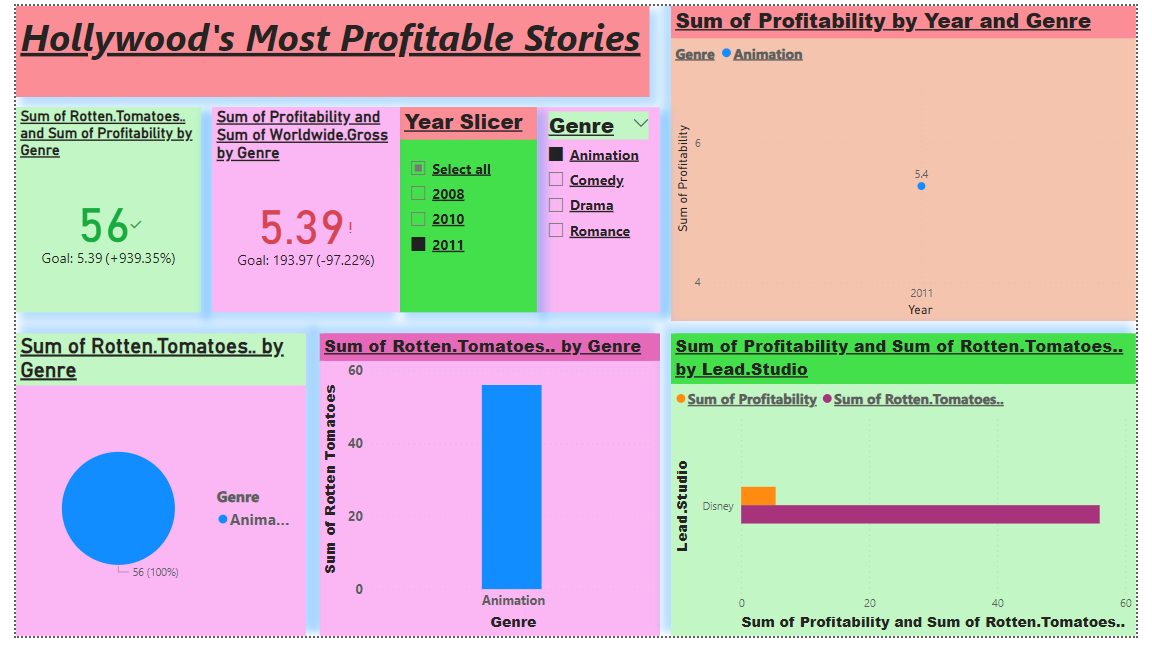 Hollywood's Most Profitable Stories
Sum of Rotten.Tomatoes..
and Sum of Profitability by
Genre
56
Goal: 5.39 (+939.35%)
Sum of Profitability and
Sum of Worldwide.Gross
by Genre
5.39!
Goal: 193.97 (-97.22%)
Year Slicer
Select all
2008
2010
2011
Genre
Animation
Comedy
Drama
Romance
Sum of Profitability by Year and Genre
Genre Animation
Sum of Profitability
6
4
5.4
2011
Year
Sum of Rotten.Tomatoes.. by
Genre
Genre
Anima...
56 (100%)
Sum of Rotten.Tomatoes.. by Genre
Sum of Rotten Tomatoes
60
40
20
0
Animation
Genre
Sum of Profitability and Sum of Rotten.Tomatoes..
by Lead.Studio
Sum of Profitability Sum of Rotten.Tomatoes..
Lead.Studio
Disney
0 20 40 60
Sum of Profitability and Sum of Rotten.Tomatoes..